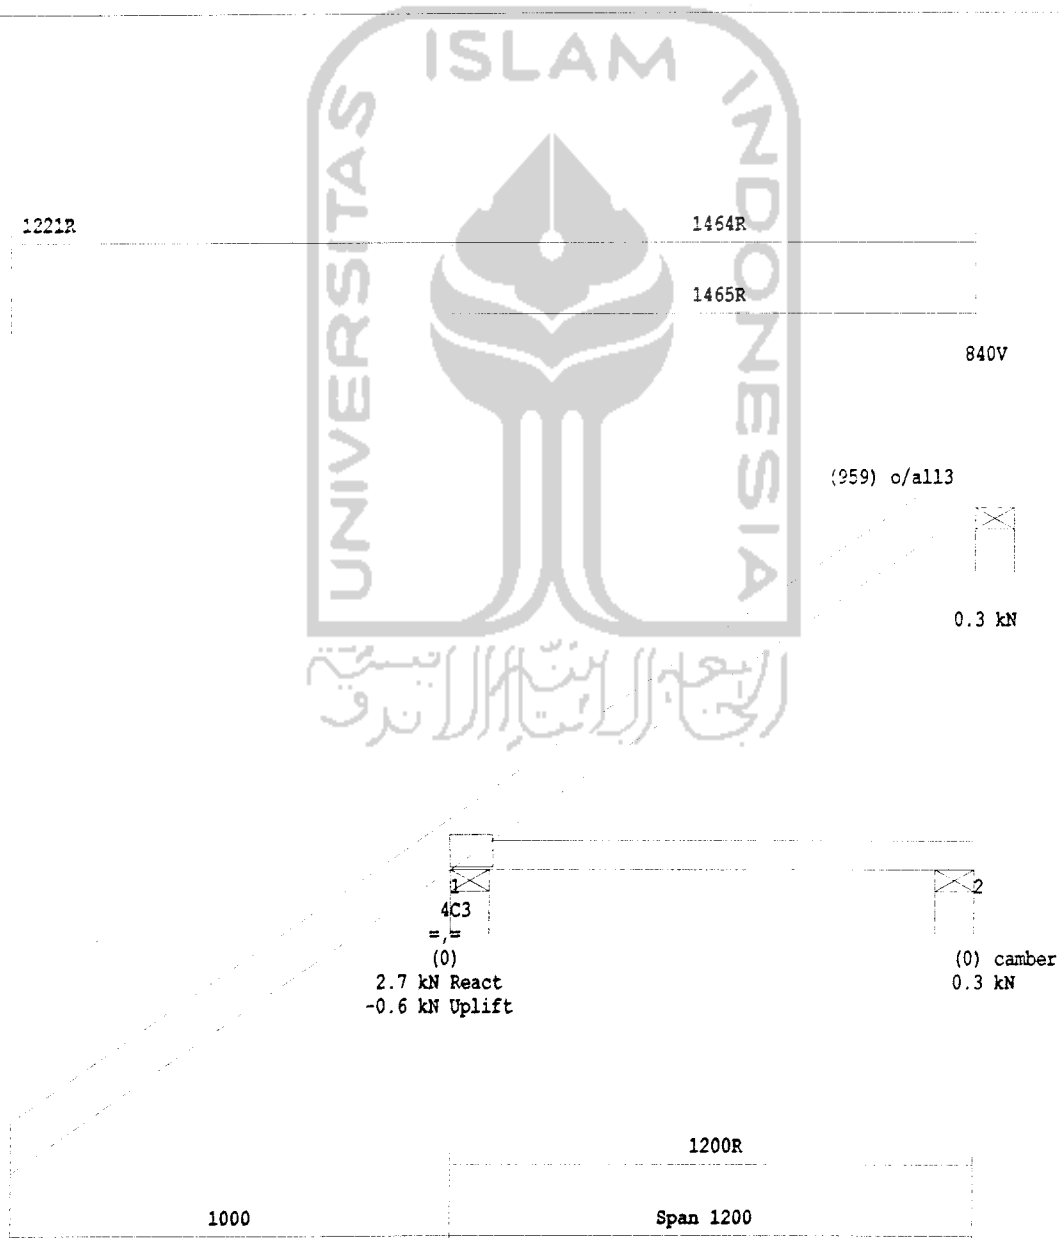 ISLAM
UNIVERSITAS
INDONESIA
1221R
1464R
1465R
840V
(959) o/all3
0.3 kN
1
2
4C3
=,=
(0)
(0) camber
2.7 kN React
0.3 kN
-0.6 kN Uplift
1200R
1000
Span 1200